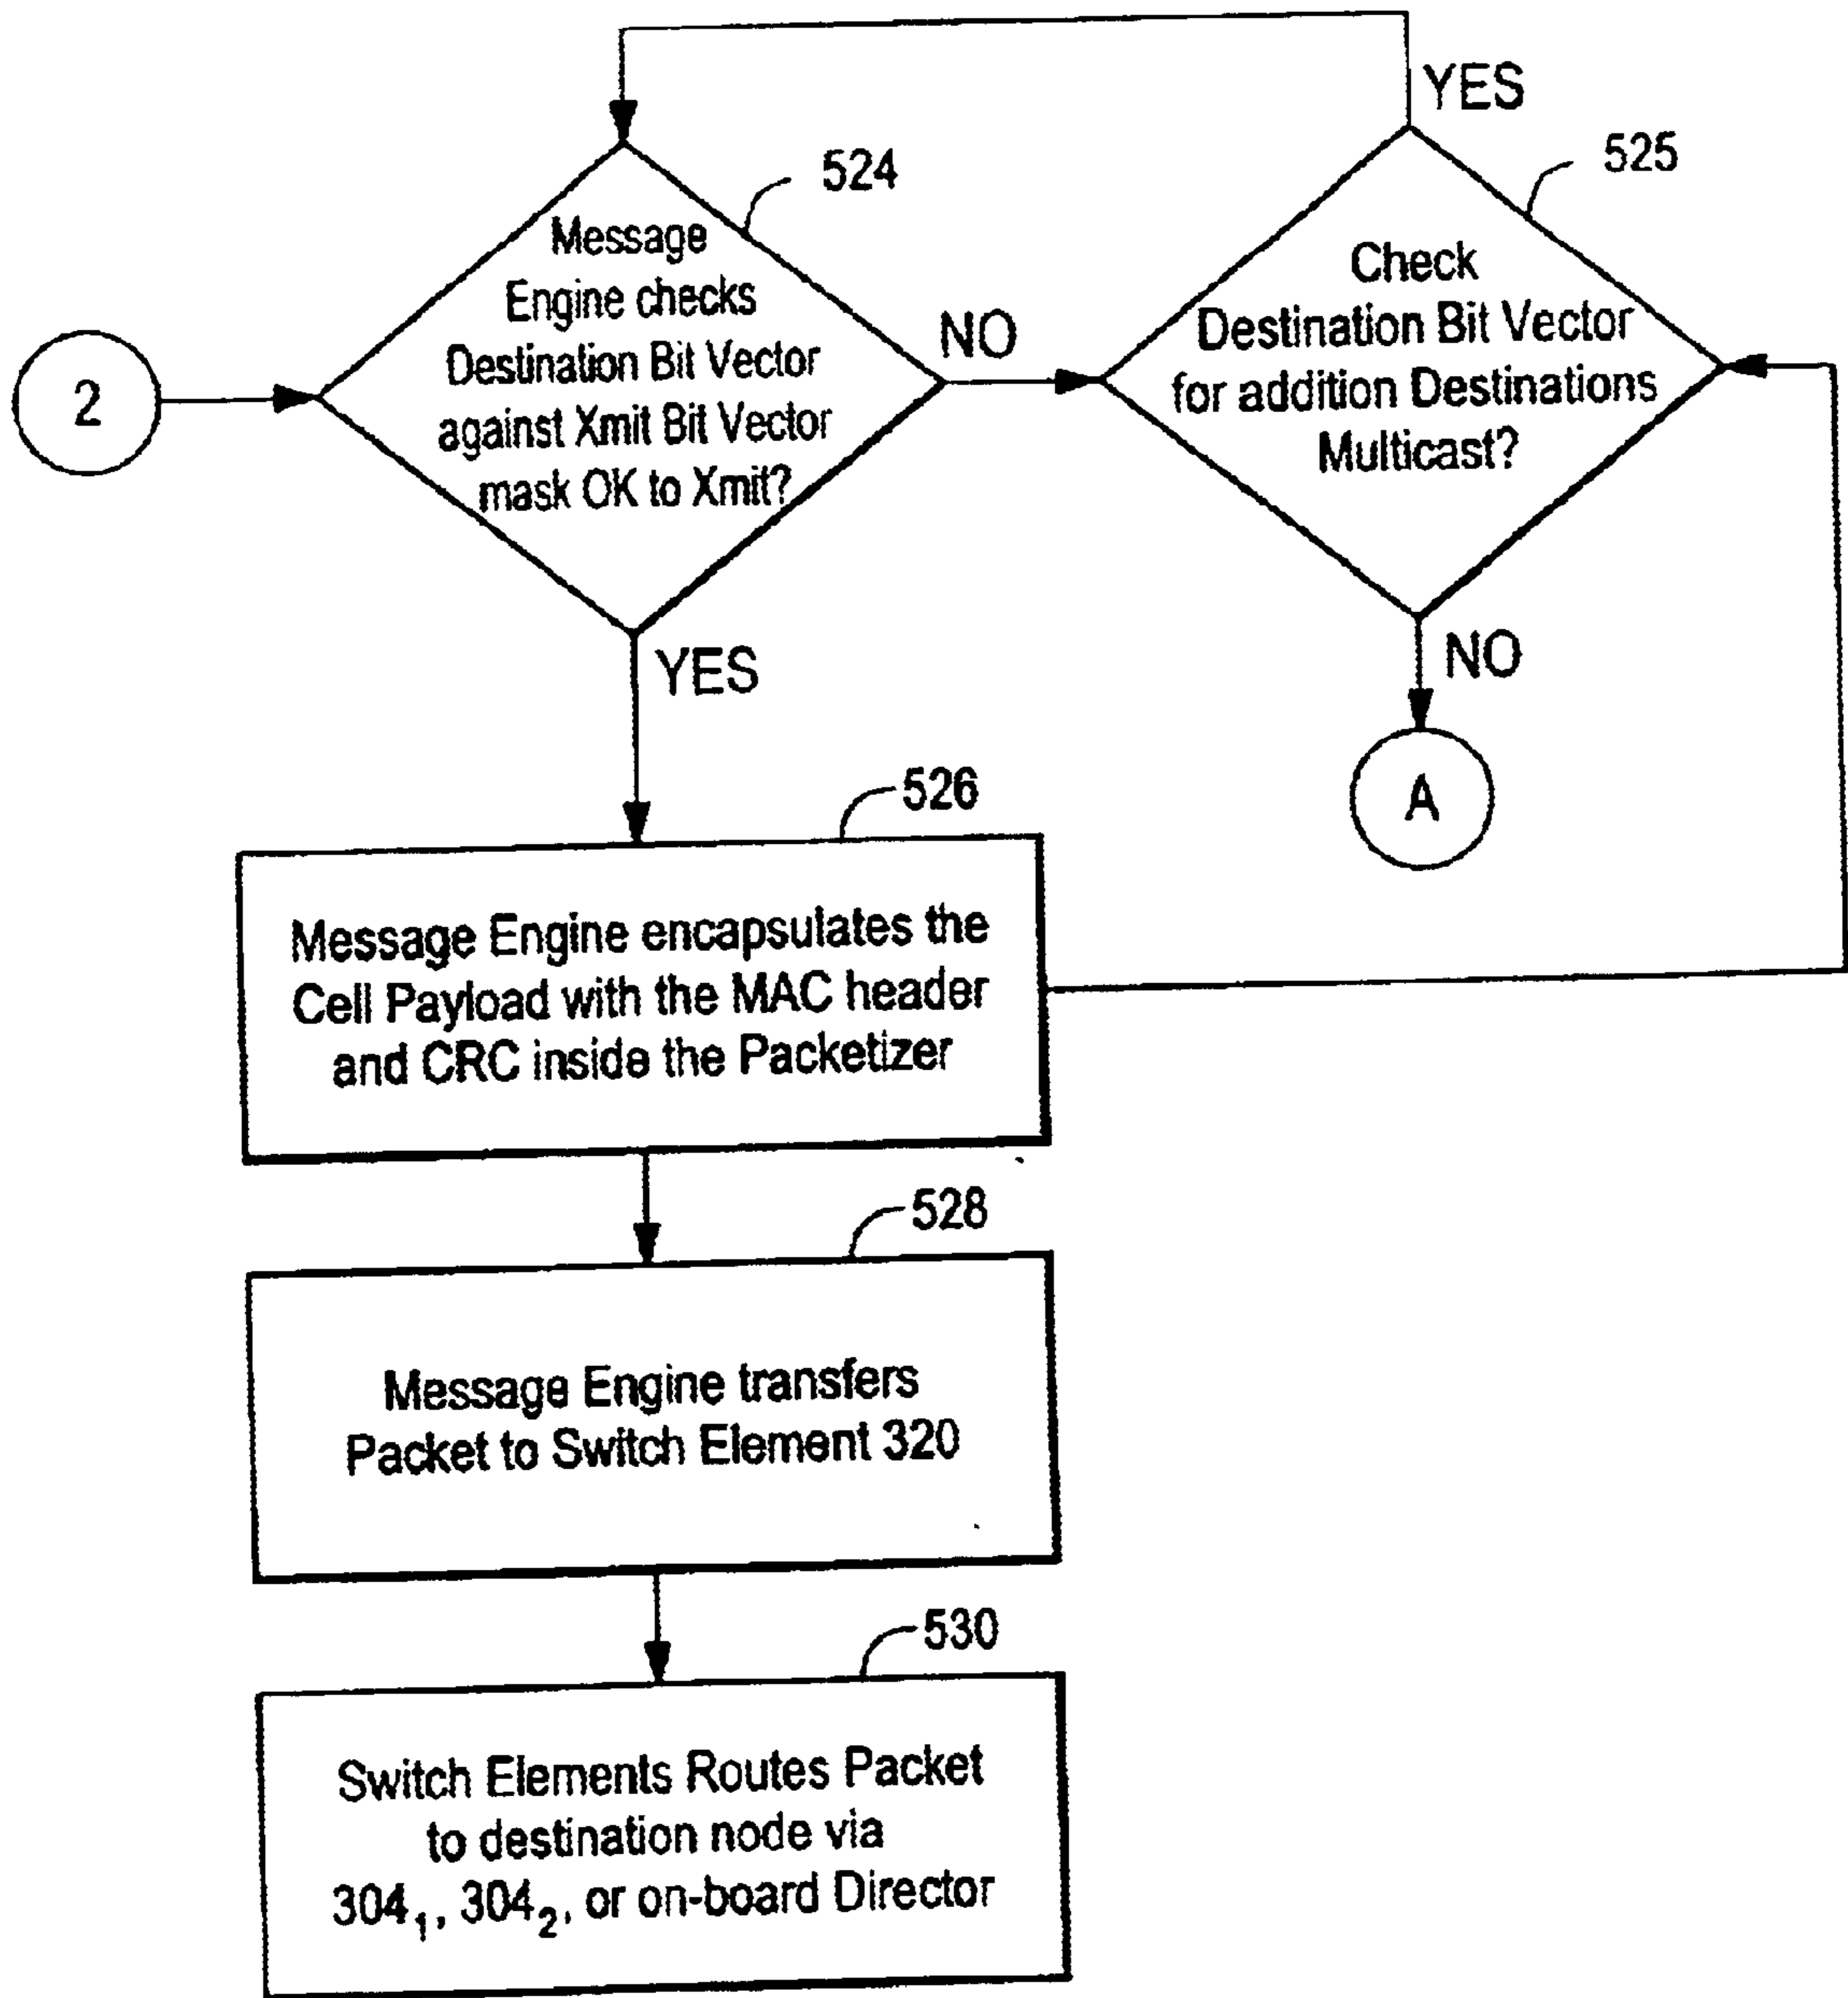 YES
524
525
Message
Engine checks
Destination Bit Vector
against Xmit Bit Vector
mask OK to Xmit?
NO
Check
Destination Bit Vector
for addition Destinations
Multicast?
2
YES
NO
A
526
Message Engine encapsulates the
Cell Payload with the MAC header
and CRC inside the Packetizer
528
Message Engine transfers
Packet to Switch Element 320
530
Switch Elements Routes Packet
to destination node via
304₁, 304₂, or on-board Director